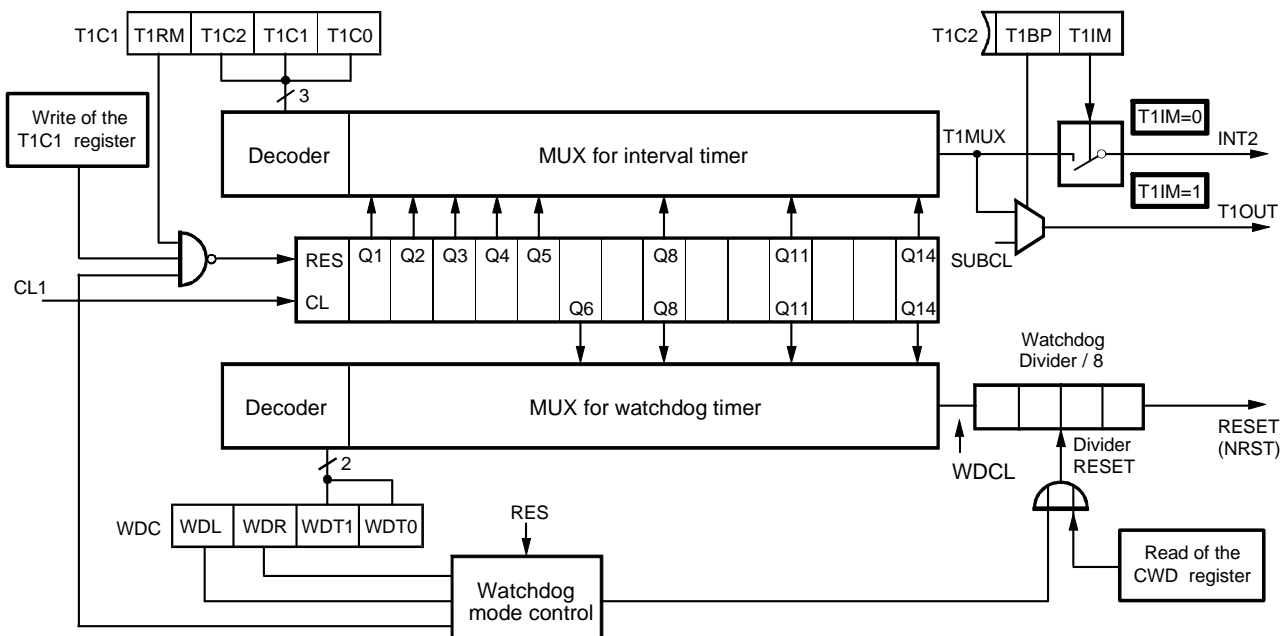 T1C1 T1RM T1C2 T1C1 T1C0
T1C2 T1BP T1IM
3
Write of the
T1C1 register
Decoder
MUX for interval timer
T1MUX
T1IM=0
INT2
T1IM=1
T1OUT
SUBCL
RES Q1 Q2 Q3 Q4 Q5 Q8 Q11 Q14
CL1
CL Q6 Q8 Q11 Q14
Watchdog
Divider / 8
Decoder
MUX for watchdog timer
RESET
(NRST)
Divider
RESET
WDCL
2
WDC WDL WDR WDT1 WDT0
RES
Read of the
CWD register
Watchdog
mode control